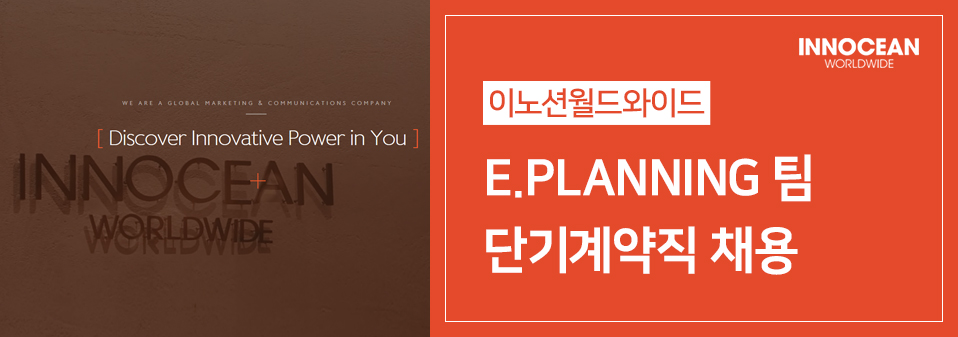 WE ARE A GLOBAL MARKETING & COMMUNICATIONS COMPANY
[ Discover Innovative Power in You ]
INNOCEAN
WORLDWIDE
INNOCEAN
WORLDWIDE
이노션월드와이드
E.PLANNING 팀
단기계약직 채용